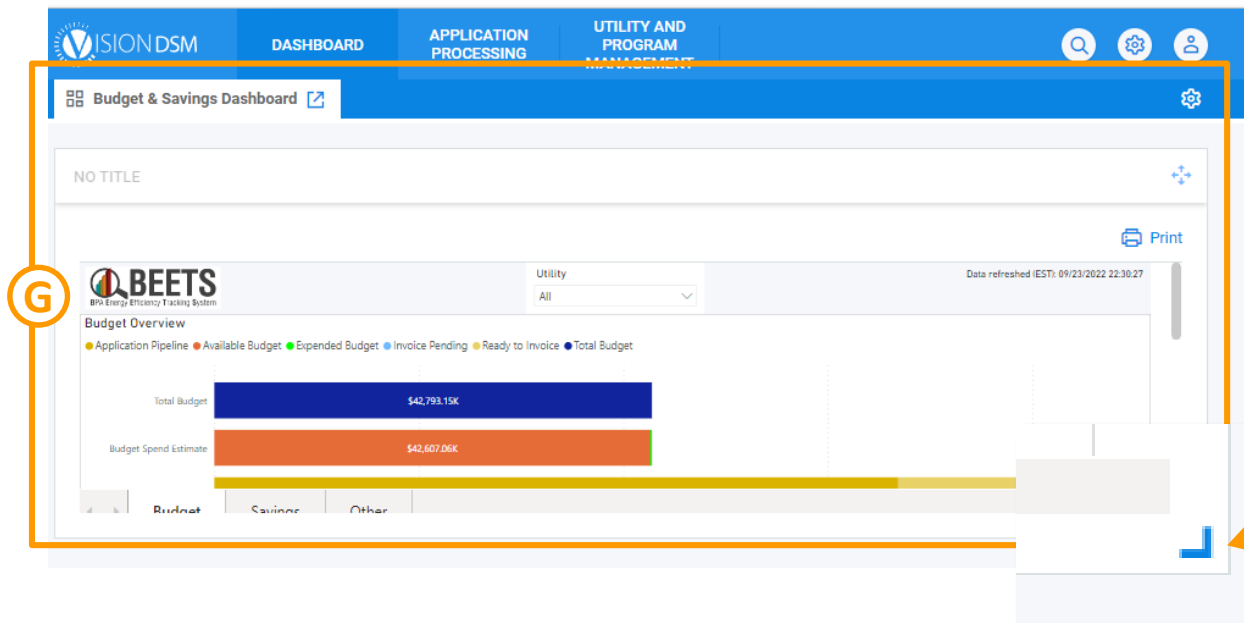 VISION DSM
DASHBOARD
APPLICATION
PROCESSING
UTILITY AND
PROGRAM
MANAGEMENT
Budget & Savings Dashboard
NO TITLE
Print
G
BEETS
BPA Energy Efficiency Tracking System
Utility
All
Data refreshed (EST): 09/23/2022 22:30:27
Budget Overview
Application Pipeline Available Budget Expended Budget Invoice Pending Ready to Invoice Total Budget
Total Budget
$42,793.15K
Budget Spend Estimate
$42,607.06K
Budget Savings Other